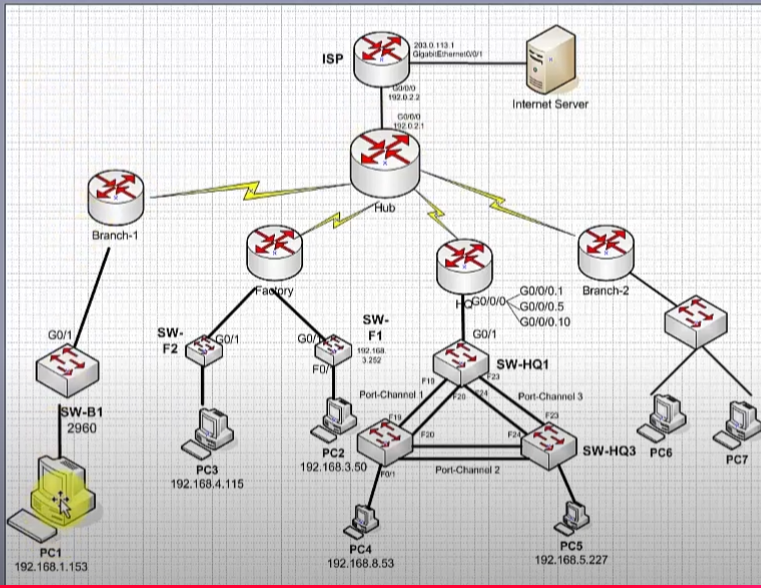 ISP
203.0.113.1
GigabitEthernet0/0/1
G0/0/0
192.0.2.2
Internet Server
G0/0/0
192.0.2.1
Hub
Branch-1
Factory
HQ
G0/0/0
G0/0/0.1
G0/0/0.5
G0/0/0.10
Branch-2
G0/1
SW-B1
2960
SW-
F2
G0/1
G0/1
SW-
F1
192.168.
3.252
F0/
G0/1
SW-HQ1
F19
F23
F20
F24
Port-Channel 1
Port-Channel 3
F19
F23
F20
F24
SW-HQ3
Port-Channel 2
F0/1
PC1
192.168.1.153
PC3
192.168.4.115
PC2
192.168.3.50
PC4
192.168.8.53
PC5
192.168.5.227
PC6
PC7